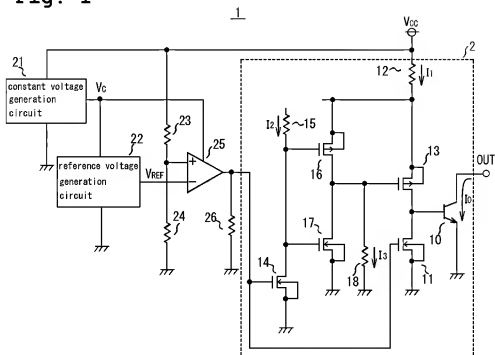 Fig. 1
1
VCC
2
21
constant voltage
generation
circuit
VC
12
I1
23
22
25
I2
15
13
OUT
reference voltage
generation
circuit
VREF
+
−
16
IO
24
26
17
14
18
I3
10
11